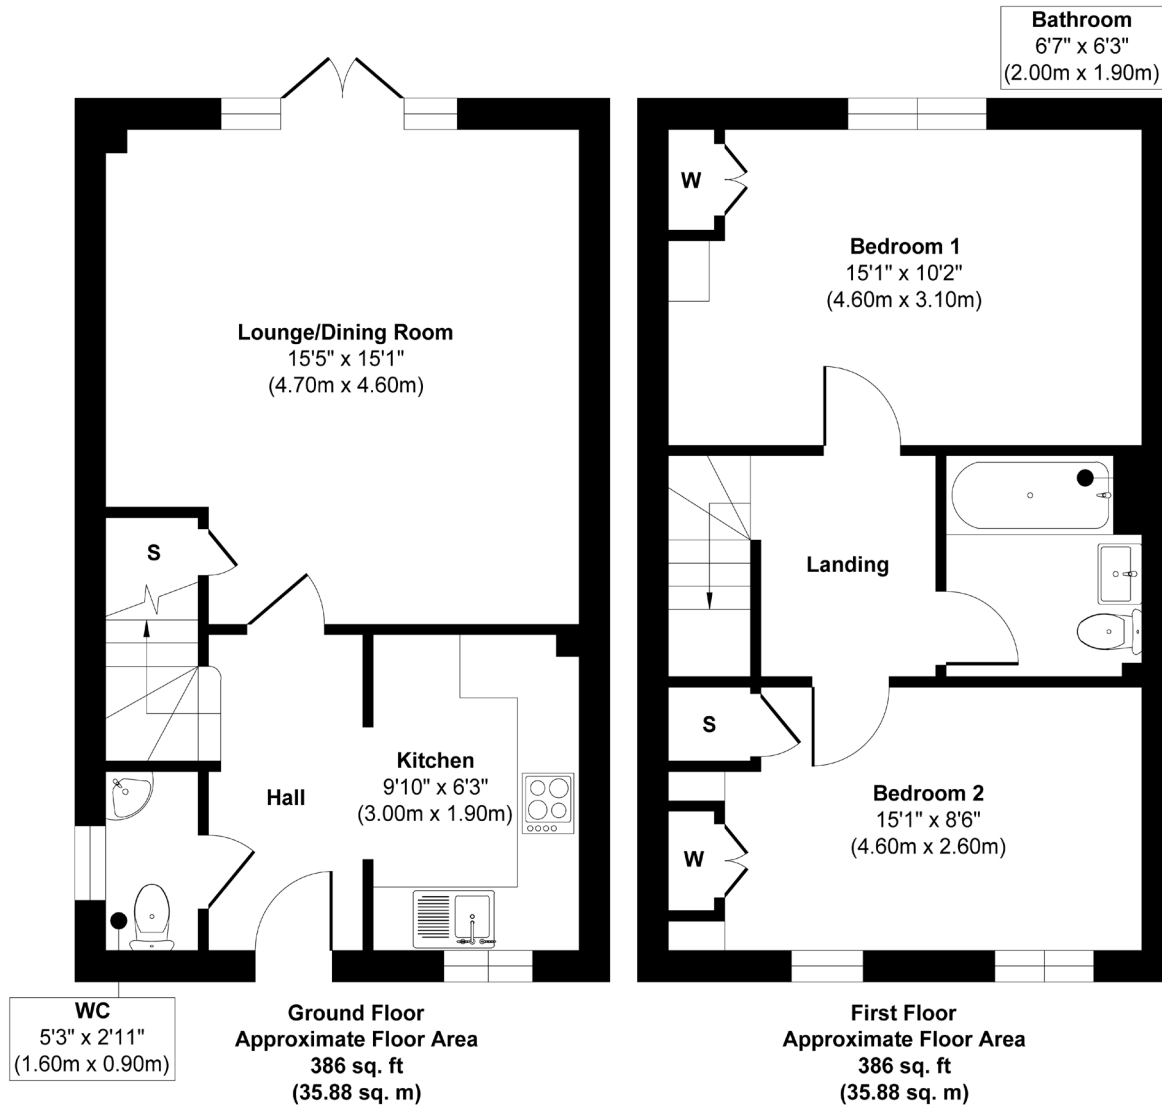 Bathroom
6'7" x 6'3"
(2.00m x 1.90m)
W
Bedroom 1
15'1" x 10'2"
(4.60m x 3.10m)
Lounge/Dining Room
15'5" x 15'1"
(4.70m x 4.60m)
S
Landing
S
Kitchen
9'10" x 6'3"
(3.00m x 1.90m)
Hall
Bedroom 2
15'1" x 8'6"
(4.60m x 2.60m)
W
WC
5'3" x 2'11"
(1.60m x 0.90m)
Ground Floor
Approximate Floor Area
386 sq. ft
(35.88 sq. m)
First Floor
Approximate Floor Area
386 sq. ft
(35.88 sq. m)